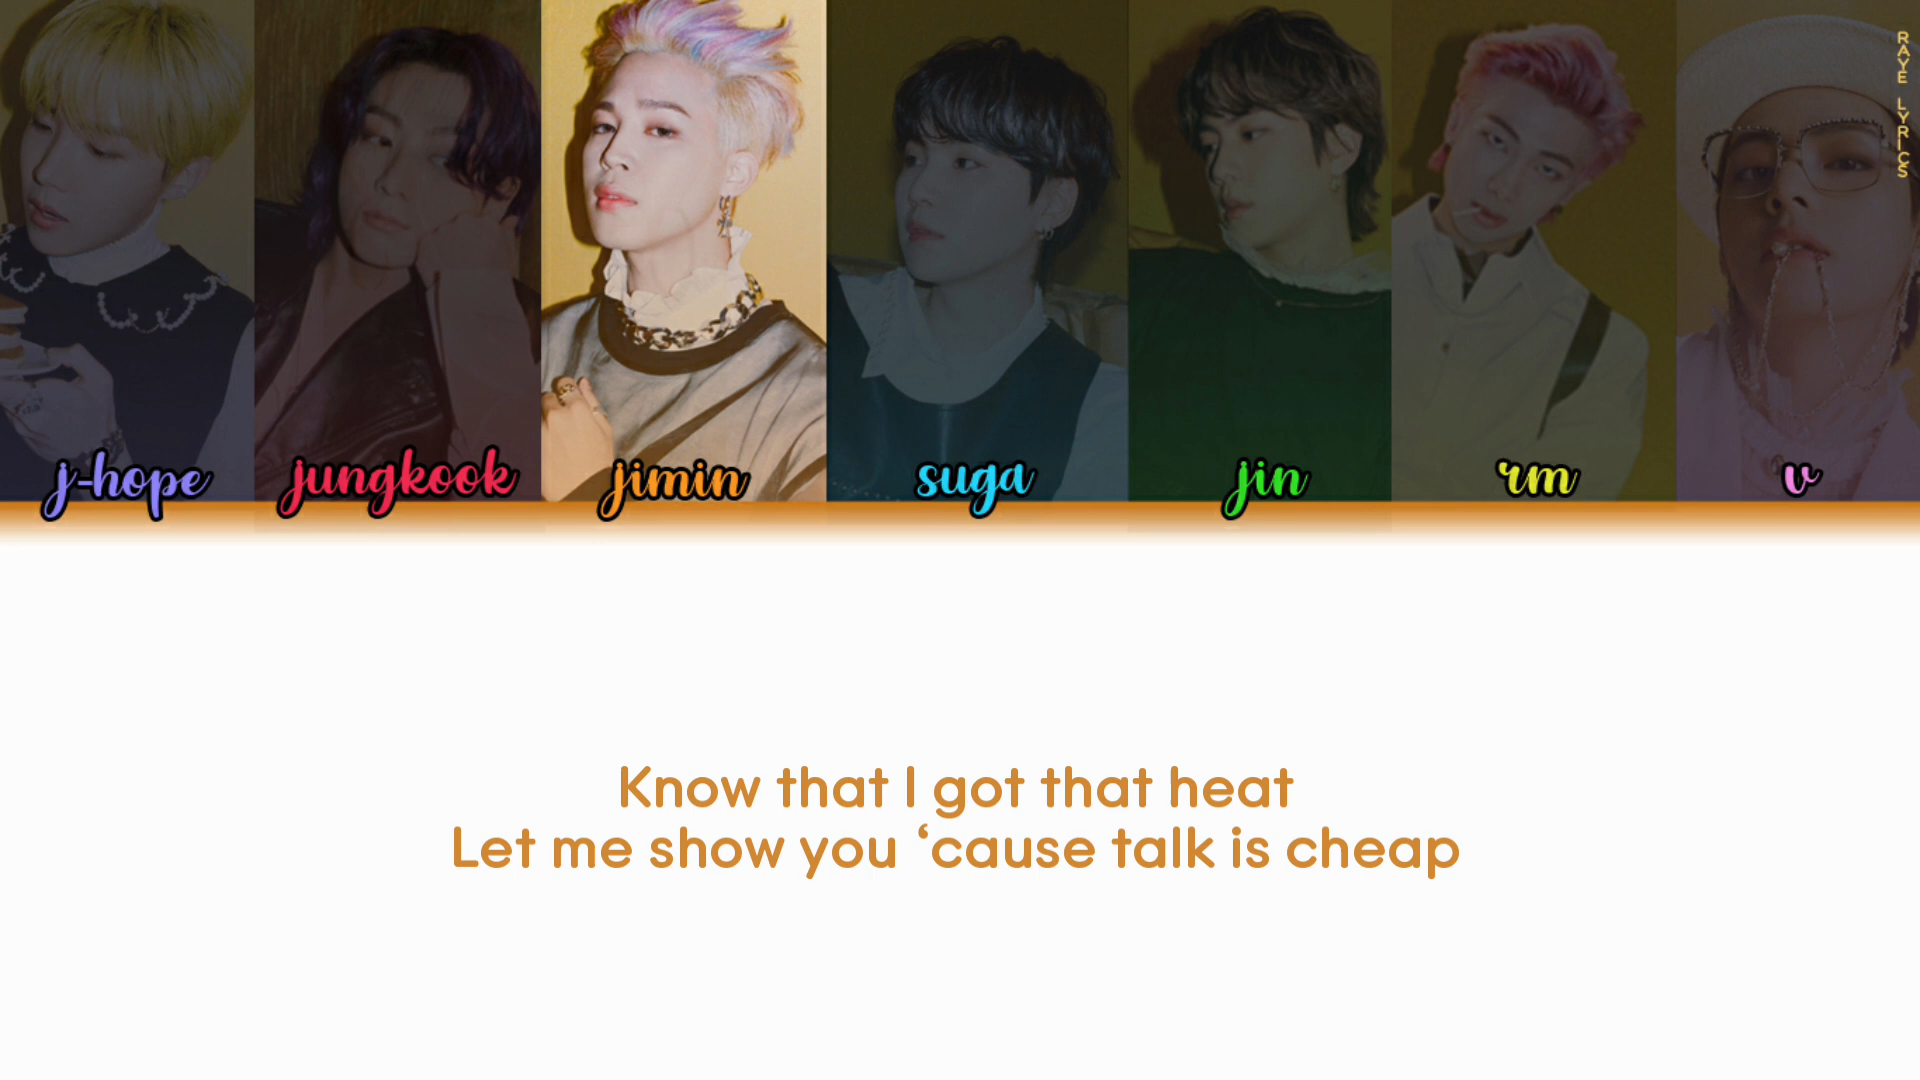 RAYE LYRICS
j-hope jungkook jimin suga jin rm v
Know that I got that heat
Let me show you ‘cause talk is cheap